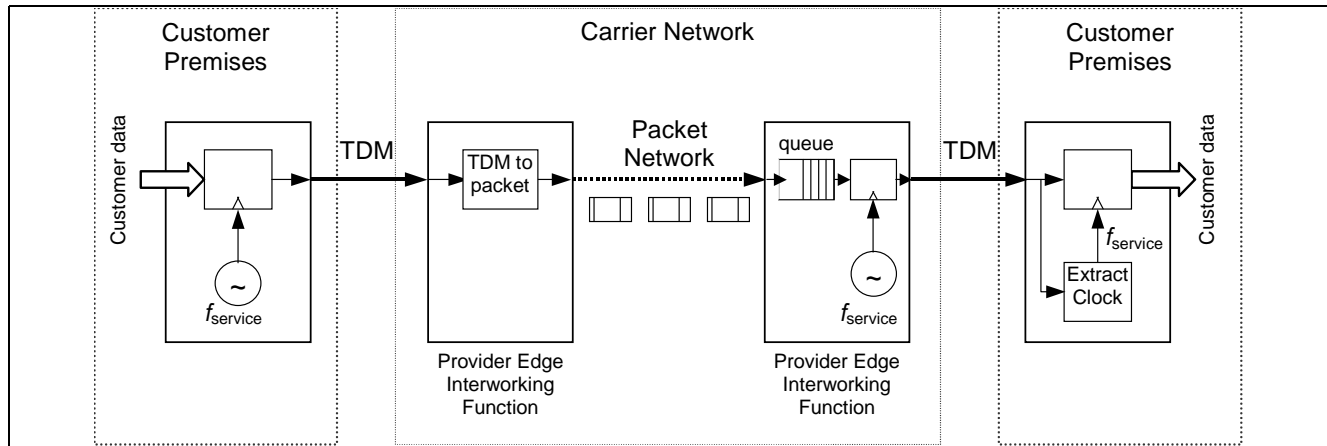 Customer
Premises
Carrier Network
Customer
Premises
Customer data
TDM
TDM to
packet
Packet
Network
queue
TDM
Customer data
~
fservice
~
fservice
fservice
Extract
Clock
Provider Edge
Interworking
Function
Provider Edge
Interworking
Function